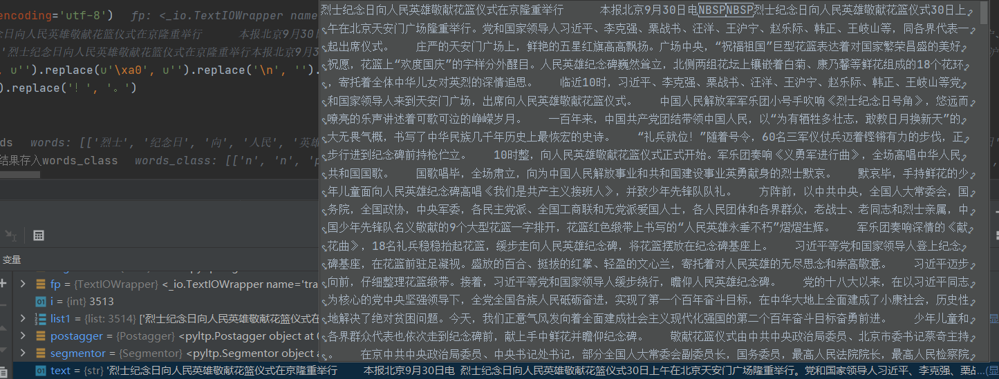 encoding='utf-8')   fp: <_io.TextIOWrapper name
念日向人民英雄敬献花篮仪式在京隆重举行     本报北京9月30日
'烈士纪念日向人民英雄敬献花篮仪式在京隆重举行本报北京9月
, u'').replace(u'\xa0', u'').replace('\n', '').
).replace('！', '。')
ds   words: [['烈士', '纪念日', '向', '人民', '英雄
结果存入words_class   words_class: [['n', 'n', 'p
变量
fp = {TextIOWrapper} <_io.TextIOWrapper name='tra
i = {int} 3513
list1 = {list: 3514} ['烈士纪念日向人民英雄敬献花篮仪式在
postagger = {Postagger} <pyltp.Postagger object at
segmentor = {Segmentor} <pyltp.Segmentor object a
text = {str} '烈士纪念日向人民英雄敬献花篮仪式在京隆重举行     本报北京9月30日电  烈士纪念日向人民英雄敬献花篮仪式30日上午在北京天安门广场隆重举行。党和国家领导人习近平、李克强、栗战...(显
烈士纪念日向人民英雄敬献花篮仪式在京隆重举行     本报北京9月30日电NBSPNBSP烈士纪念日向人民英雄敬献花篮仪式30日上
午在北京天安门广场隆重举行。党和国家领导人习近平、李克强、栗战书、汪洋、王沪宁、赵乐际、韩正、王岐山等，同各界代表一
起出席仪式。    庄严的天安门广场上，鲜艳的五星红旗高高飘扬。广场中央，“祝福祖国”巨型花篮表达着对国家繁荣昌盛的美好
祝愿，花篮上“欢度国庆”的字样分外醒目。人民英雄纪念碑巍然耸立，北侧两组花坛上镶嵌着白菊、康乃馨等鲜花组成的18个花环
，寄托着全体中华儿女对英烈的深情追思。    临近10时，习近平、李克强、栗战书、汪洋、王沪宁、赵乐际、韩正、王岐山等党
和国家领导人来到天安门广场，出席向人民英雄敬献花篮仪式。    中国人民解放军军乐团小号手吹响《烈士纪念日号角》，悠远而
嘹亮的乐声讲述着可歌可泣的峥嵘岁月。    一百年来，中国共产党团结带领中国人民，以“为有牺牲多壮志，敢教日月换新天”的
大无畏气概，书写了中华民族几千年历史上最恢宏的史诗。    “礼兵就位！”随着号令，60名三军仪仗兵迈着铿锵有力的步伐，正
步行进到纪念碑前持枪伫立。    10时整，向人民英雄敬献花篮仪式正式开始。军乐团奏响《义勇军进行曲》，全场高唱中华人民
共和国国歌。    国歌唱毕，全场肃立，向为中国人民解放事业和共和国建设事业英勇献身的烈士默哀。    默哀毕，手持鲜花的少
年儿童面向人民英雄纪念碑高唱《我们是共产主义接班人》，并致少年先锋队队礼。    方阵前，以中共中央，全国人大常委会，国
务院，全国政协，中央军委，各民主党派、全国工商联和无党派爱国人士，各人民团体和各界群众，老战士、老同志和烈士亲属，中
国少年先锋队名义敬献的9个大型花篮一字排开，花篮红色缎带上书写的“人民英雄永垂不朽”熠熠生辉。    军乐团奏响深情的《献
花曲》，18名礼兵稳稳抬起花篮，缓步走向人民英雄纪念碑，将花篮摆放在纪念碑基座上。    习近平等党和国家领导人登上纪念
碑基座，在花篮前驻足凝视。盛放的百合、挺拔的红掌、轻盈的文心兰，寄托着对人民英雄的无尽思念和崇高敬意。    习近平迈步
向前，仔细整理花篮缎带。接着，习近平等党和国家领导人缓步绕行，瞻仰人民英雄纪念碑。    党的十八大以来，在以习近平同志
为核心的党中央坚强领导下，全党全国各族人民砥砺奋进，实现了第一个百年奋斗目标，在中华大地上全面建成了小康社会，历史性
地解决了绝对贫困问题。今天，我们正意气风发向着全面建成社会主义现代化强国的第二个百年奋斗目标奋勇前进。    少年儿童和
各界群众代表也依次走到纪念碑前，献上手中鲜花并瞻仰纪念碑。    敬献花篮仪式由中共中央政治局委员、北京市委书记蔡奇主持
。    在京中共中央政治局委员、中央书记处书记，部分全国人大常委会副委员长，国务委员，最高人民法院院长，最高人民检察院